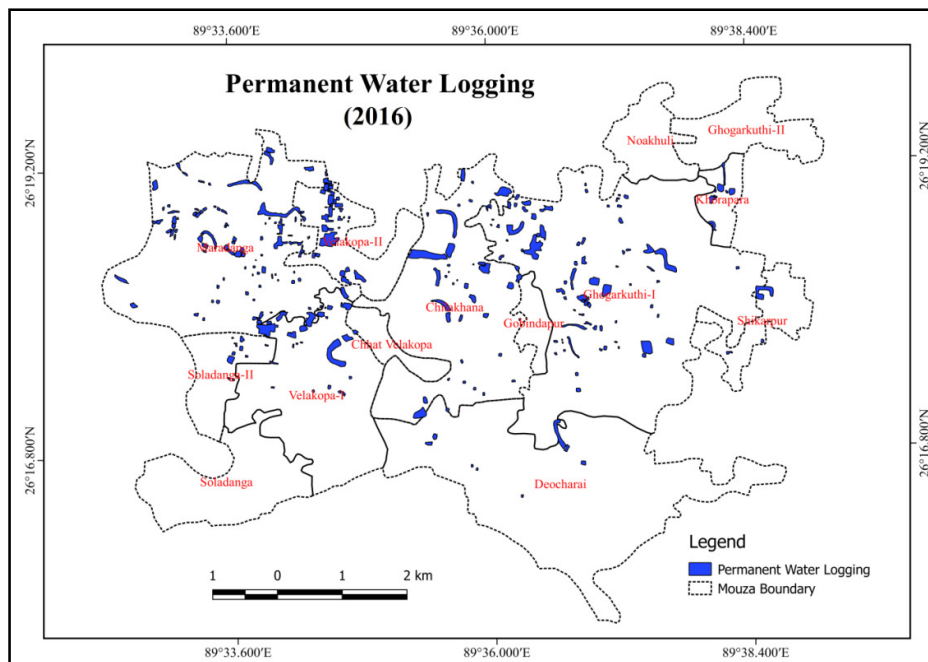 89°33.600'E 89°36.000'E 89°38.400'E
Permanent Water Logging
(2016)
26°19.200'N
26°19.200'N
Noakhuli
Ghogarkuthi-II
Kharapara
Maradanga
Velakopa-II
Ghogarkuthi-I
Chirakhana
Gobindapur
Shikarpur
Chhat Velakopa
Soladanga-II
Velakopa-I
26°16.800'N
26°16.800'N
Soladanga
Deocharai
Legend
Permanent Water Logging
Mouza Boundary
1 0 1 2 km
89°33.600'E 89°36.000'E 89°38.400'E